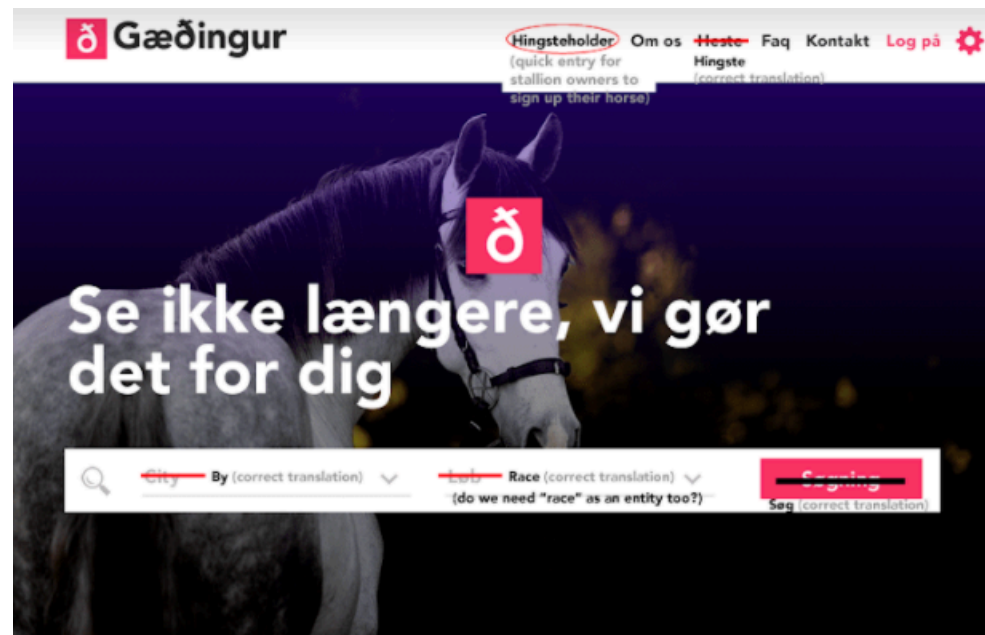 ð Gæðingur
Hingsteholder Om os Heste Faq Kontakt Log på
(quick entry for
stallion owners to
sign up their horse)
Hingste
(correct translation)
ð
Se ikke længere, vi gør
det for dig
City By (correct translation)
Løb Race (correct translation)
(do we need "race" as an entity too?)
Søgning
Søg (correct translation)